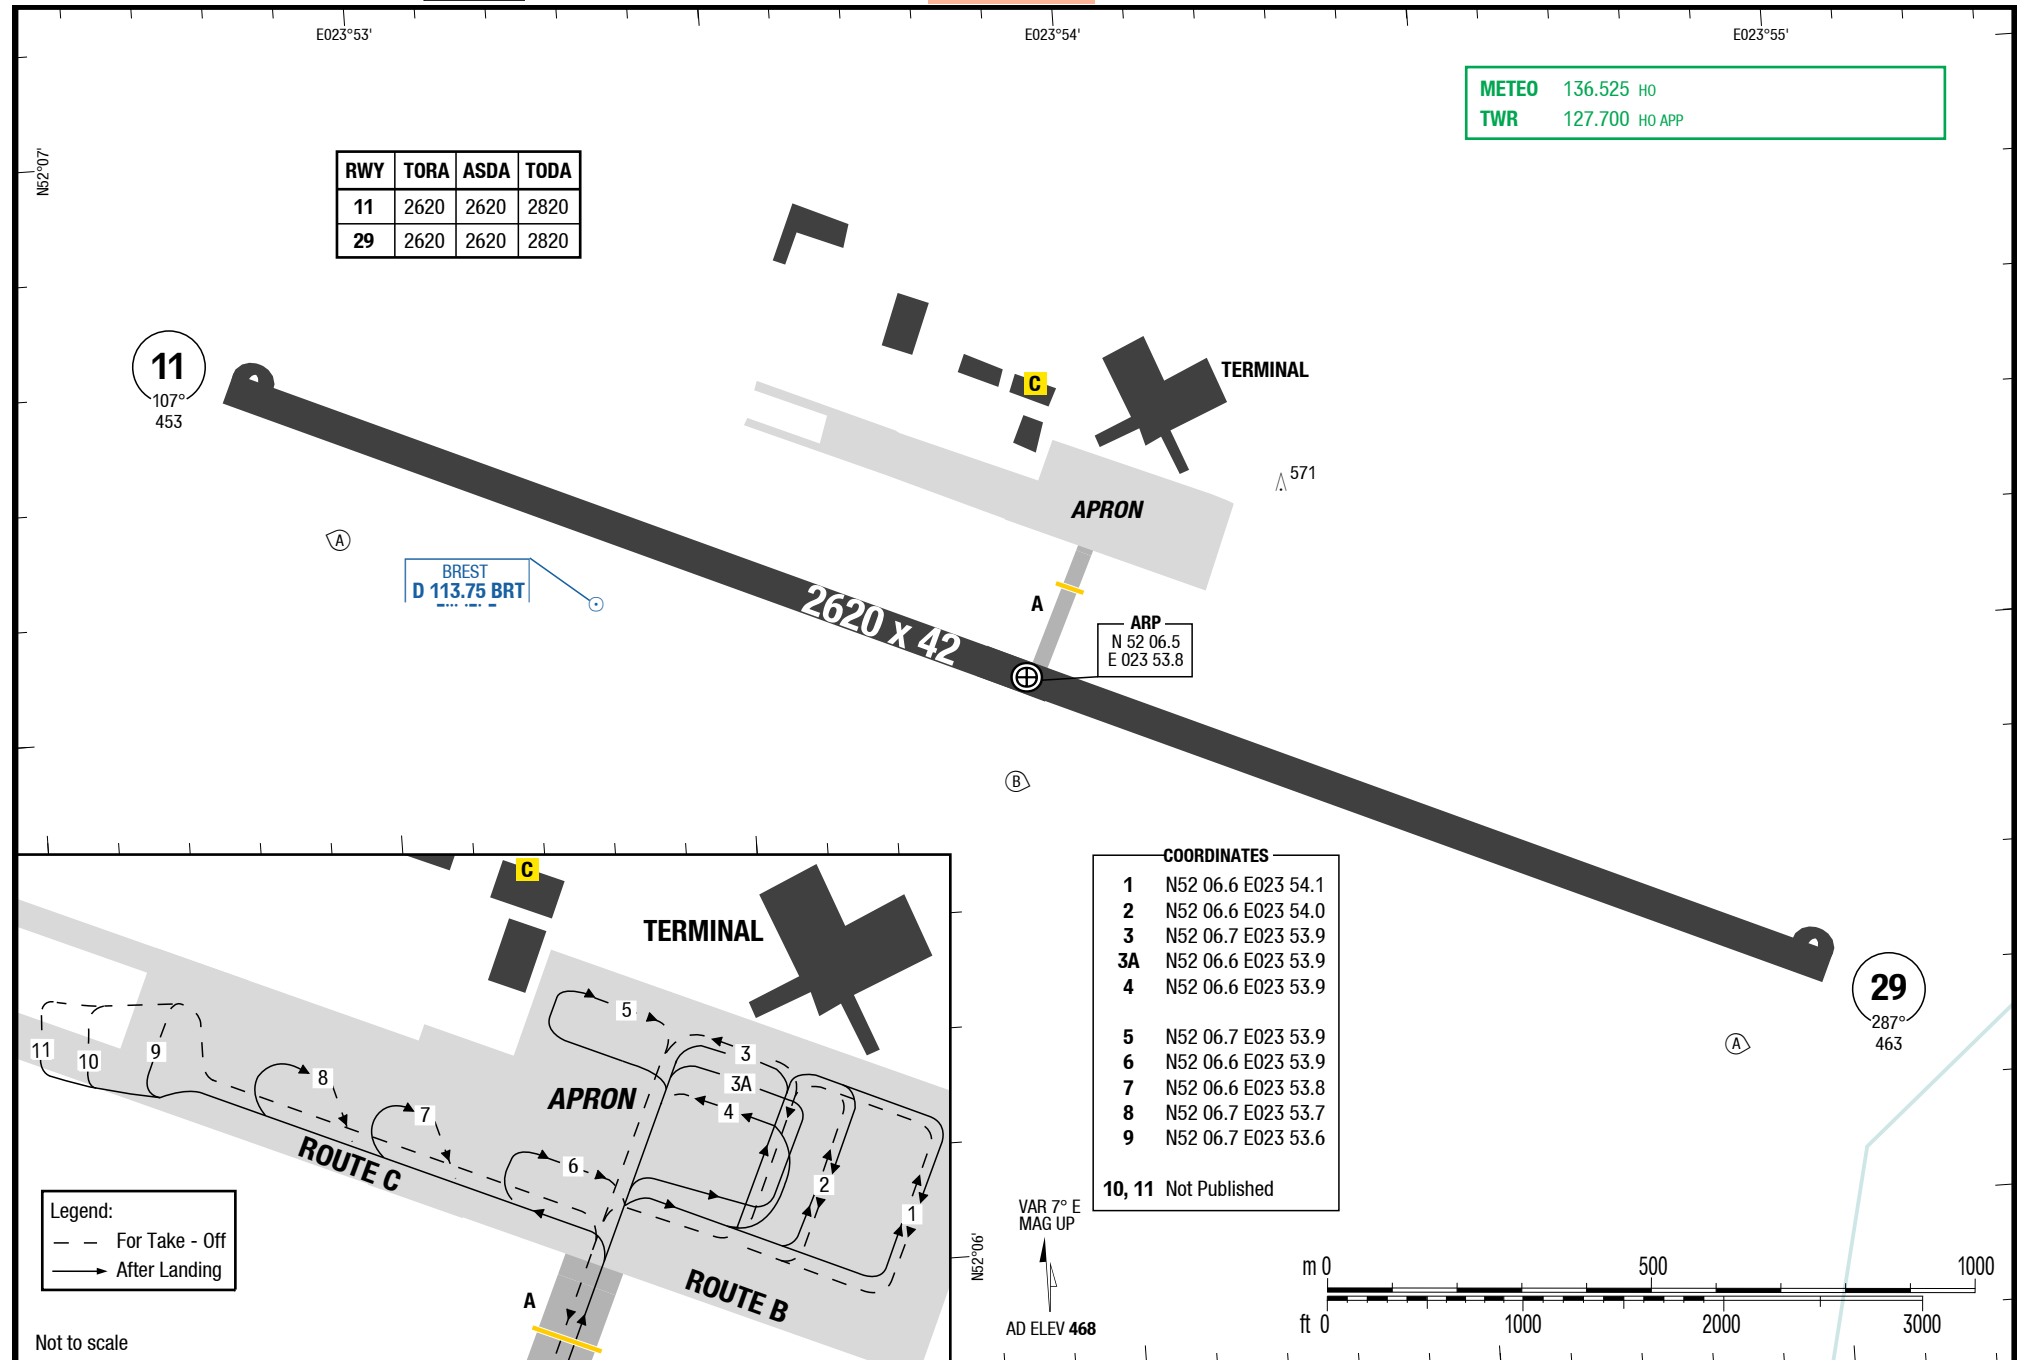 E023°53'
E023°54'
E023°55'
METEO 136.525 HO
TWR 127.700 HO APP
N52°07'
RWY TORA ASDA TODA
11 2620 2620 2820
29 2620 2620 2820
11
107°
453
C
TERMINAL
571
APRON
A
BREST
D 113.75 BRT
A
2620 x 42
ARP
N 52 06.5
E 023 53.8
B
29
287°
463
A
COORDINATES
1 N52 06.6 E023 54.1
2 N52 06.6 E023 54.0
3 N52 06.7 E023 53.9
3A N52 06.6 E023 53.9
4 N52 06.6 E023 53.9
5 N52 06.7 E023 53.9
6 N52 06.6 E023 53.9
7 N52 06.6 E023 53.8
8 N52 06.7 E023 53.7
9 N52 06.7 E023 53.6
10, 11 Not Published
C
TERMINAL
5
3
3A
4
11
10
9
8
7
6
2
1
APRON
ROUTE C
ROUTE B
A
Legend:
For Take - Off
After Landing
Not to scale
N52°06'
VAR 7° E
MAG UP
AD ELEV 468
m 0 500 1000
ft 0 1000 2000 3000